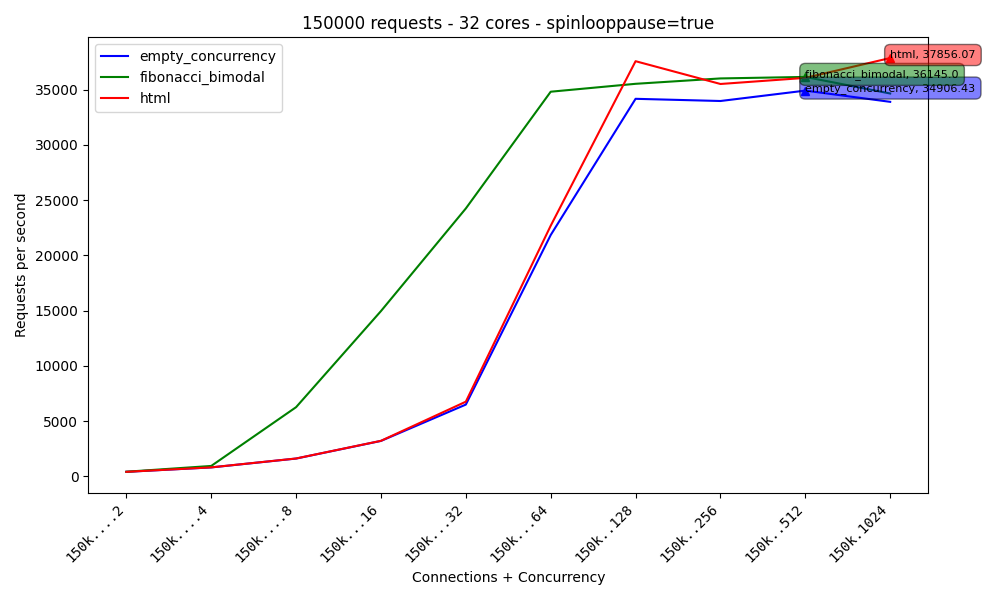 150000 requests - 32 cores - spinlooppause=true
empty_concurrency
fibonacci_bimodal
html
html, 37856.07
fibonacci_bimodal, 36145.0
empty_concurrency, 34906.43
Requests per second
35000
30000
25000
20000
15000
10000
5000
0
150k....2
150k....4
150k....8
150k...16
150k...32
150k...64
150k..128
150k..256
150k..512
150k.1024
Connections + Concurrency